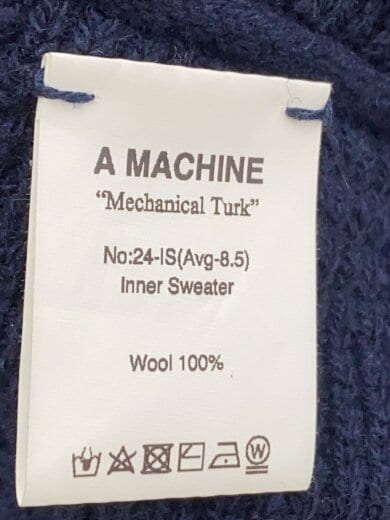 A MACHINE
“Mechanical Turk”
No:24-IS(Avg-8.5)
Inner Sweater
Wool 100%
W